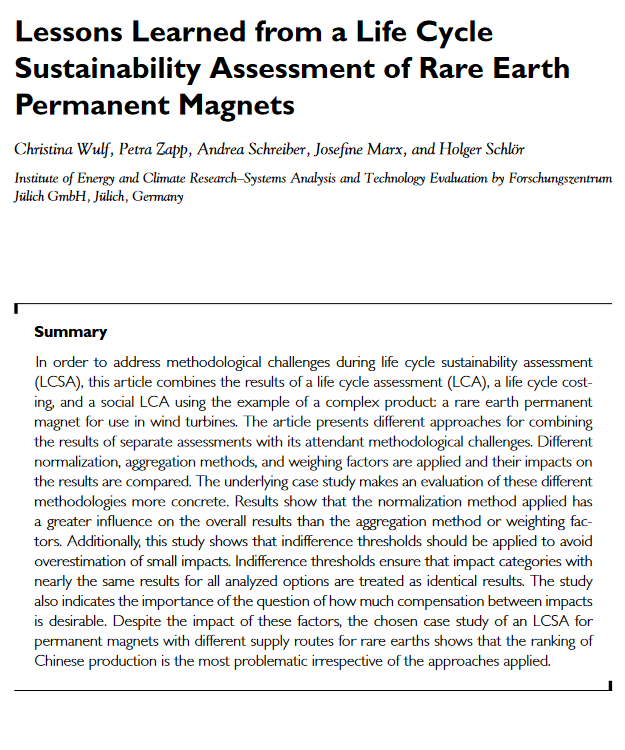 Lessons Learned from a Life Cycle
Sustainability Assessment of Rare Earth
Permanent Magnets
Christina Wulf, Petra Zapp, Andrea Schreiber, Josefine Marx, and Holger Schlör
Institute of Energy and Climate Research–Systems Analysis and Technology Evaluation by Forschungszentrum
Jülich GmbH, Jülich, Germany
Summary
In order to address methodological challenges during life cycle sustainability assessment
(LCSA), this article combines the results of a life cycle assessment (LCA), a life cycle cost-
ing, and a social LCA using the example of a complex product: a rare earth permanent
magnet for use in wind turbines. The article presents different approaches for combining
the results of separate assessments with its attendant methodological challenges. Different
normalization, aggregation methods, and weighing factors are applied and their impacts on
the results are compared. The underlying case study makes an evaluation of these different
methodologies more concrete. Results show that the normalization method applied has
a greater influence on the overall results than the aggregation method or weighting fac-
tors. Additionally, this study shows that indifference thresholds should be applied to avoid
overestimation of small impacts. Indifference thresholds ensure that impact categories with
nearly the same results for all analyzed options are treated as identical results. The study
also indicates the importance of the question of how much compensation between impacts
is desirable. Despite the impact of these factors, the chosen case study of an LCSA for
permanent magnets with different supply routes for rare earths shows that the ranking of
Chinese production is the most problematic irrespective of the approaches applied.